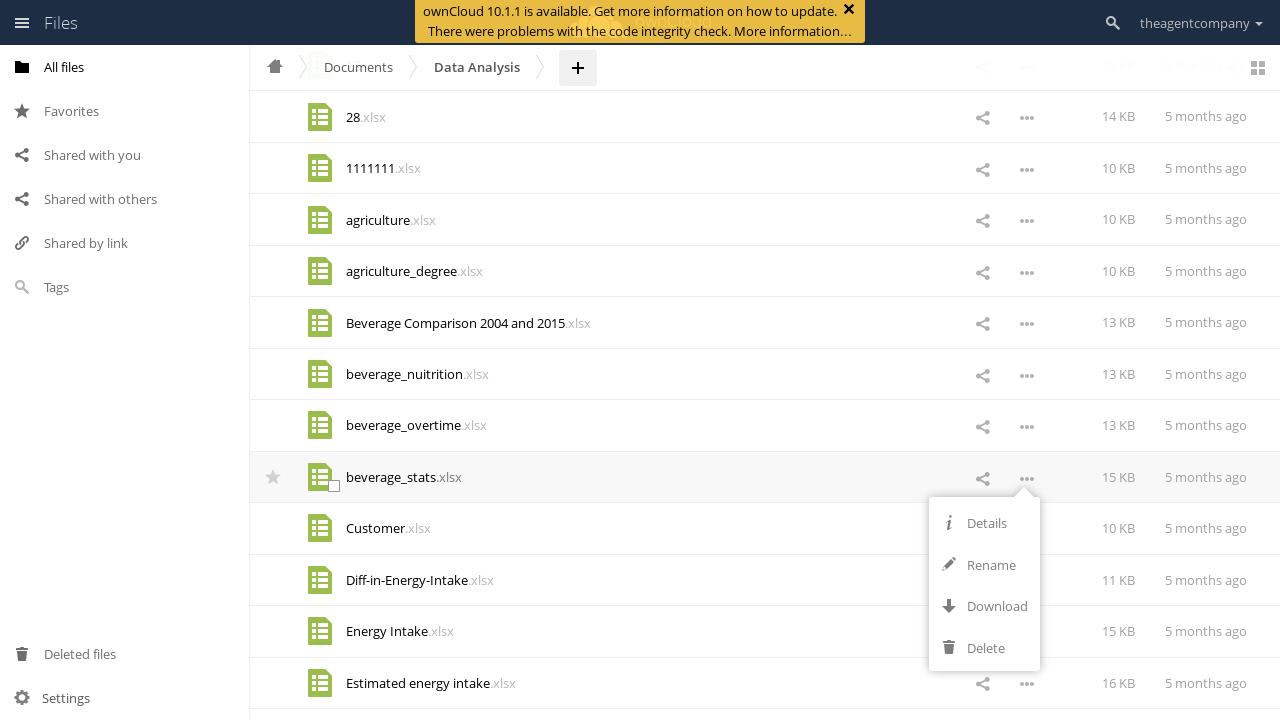 Files
ownCloud 10.1.1 is available. Get more information on how to update.
There were problems with the code integrity check. More information…
theagentcompany
All files
Favorites
Shared with you
Shared with others
Shared by link
Tags
Deleted files
Settings
Documents
Data Analysis
28.xlsx 14 KB 5 months ago
1111111.xlsx 10 KB 5 months ago
agriculture.xlsx 10 KB 5 months ago
agriculture_degree.xlsx 10 KB 5 months ago
Beverage Comparison 2004 and 2015.xlsx 13 KB 5 months ago
beverage_nuitrition.xlsx 13 KB 5 months ago
beverage_overtime.xlsx 13 KB 5 months ago
beverage_stats.xlsx 15 KB 5 months ago
Customer.xlsx 10 KB 5 months ago
Diff-in-Energy-Intake.xlsx 11 KB 5 months ago
Energy Intake.xlsx 15 KB 5 months ago
Estimated energy intake.xlsx 16 KB 5 months ago
Details
Rename
Download
Delete